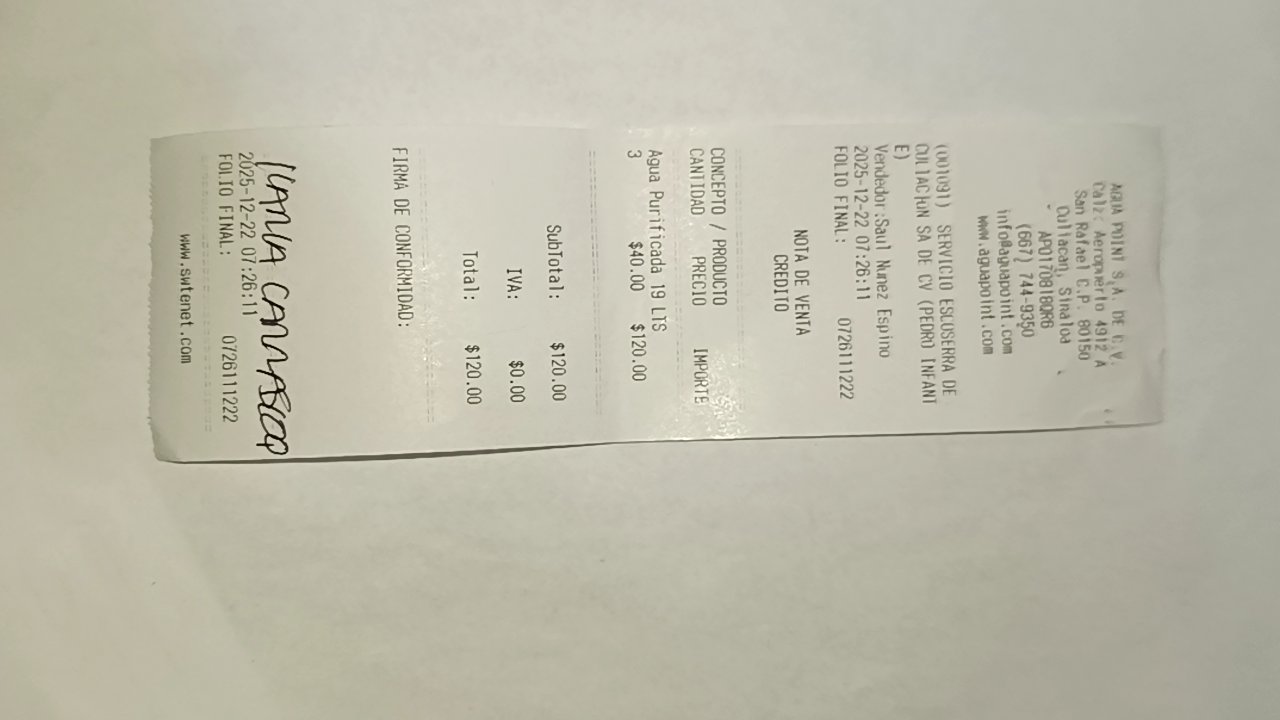 AGUA POINT S.A. DE C.V.
Calz. Aeropuerto 4912 A
San Rafael C.P. 80150
Culiacan, Sinaloa
APO170818QR6
(667) 744-9350
info@aguapoint.com
www.aguapoint.com
(001091) SERVICIO ESCUSERRA DE
CULIACHuN SA DE CV (PEDRO INFANT
E)
Vendedor:Saul Nunez Espino
2025-12-22 07:26:11
FOLIO FINAL: 0726111222
NOTA DE VENTA
CREDITO
CONCEPTO / PRODUCTO
CANTIDAD PRECIO IMPORTE
Agua Purificada 19 LTS
3 $40.00 $120.00
SubTotal: $120.00
IVA: $0.00
Total: $120.00
FIRMA DE CONFORMIDAD:
2025-12-22 07:26:11
FOLIO FINAL: 0726111222
www.swtenet.com